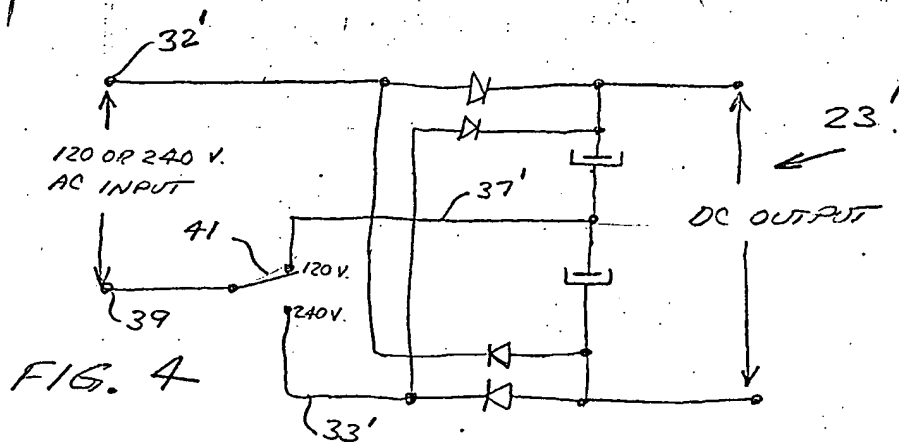 32'
120 OR 240 V.
AC INPUT
23'
37'
DC OUTPUT
41
120 V.
240 V.
39
33'
FIG. 4